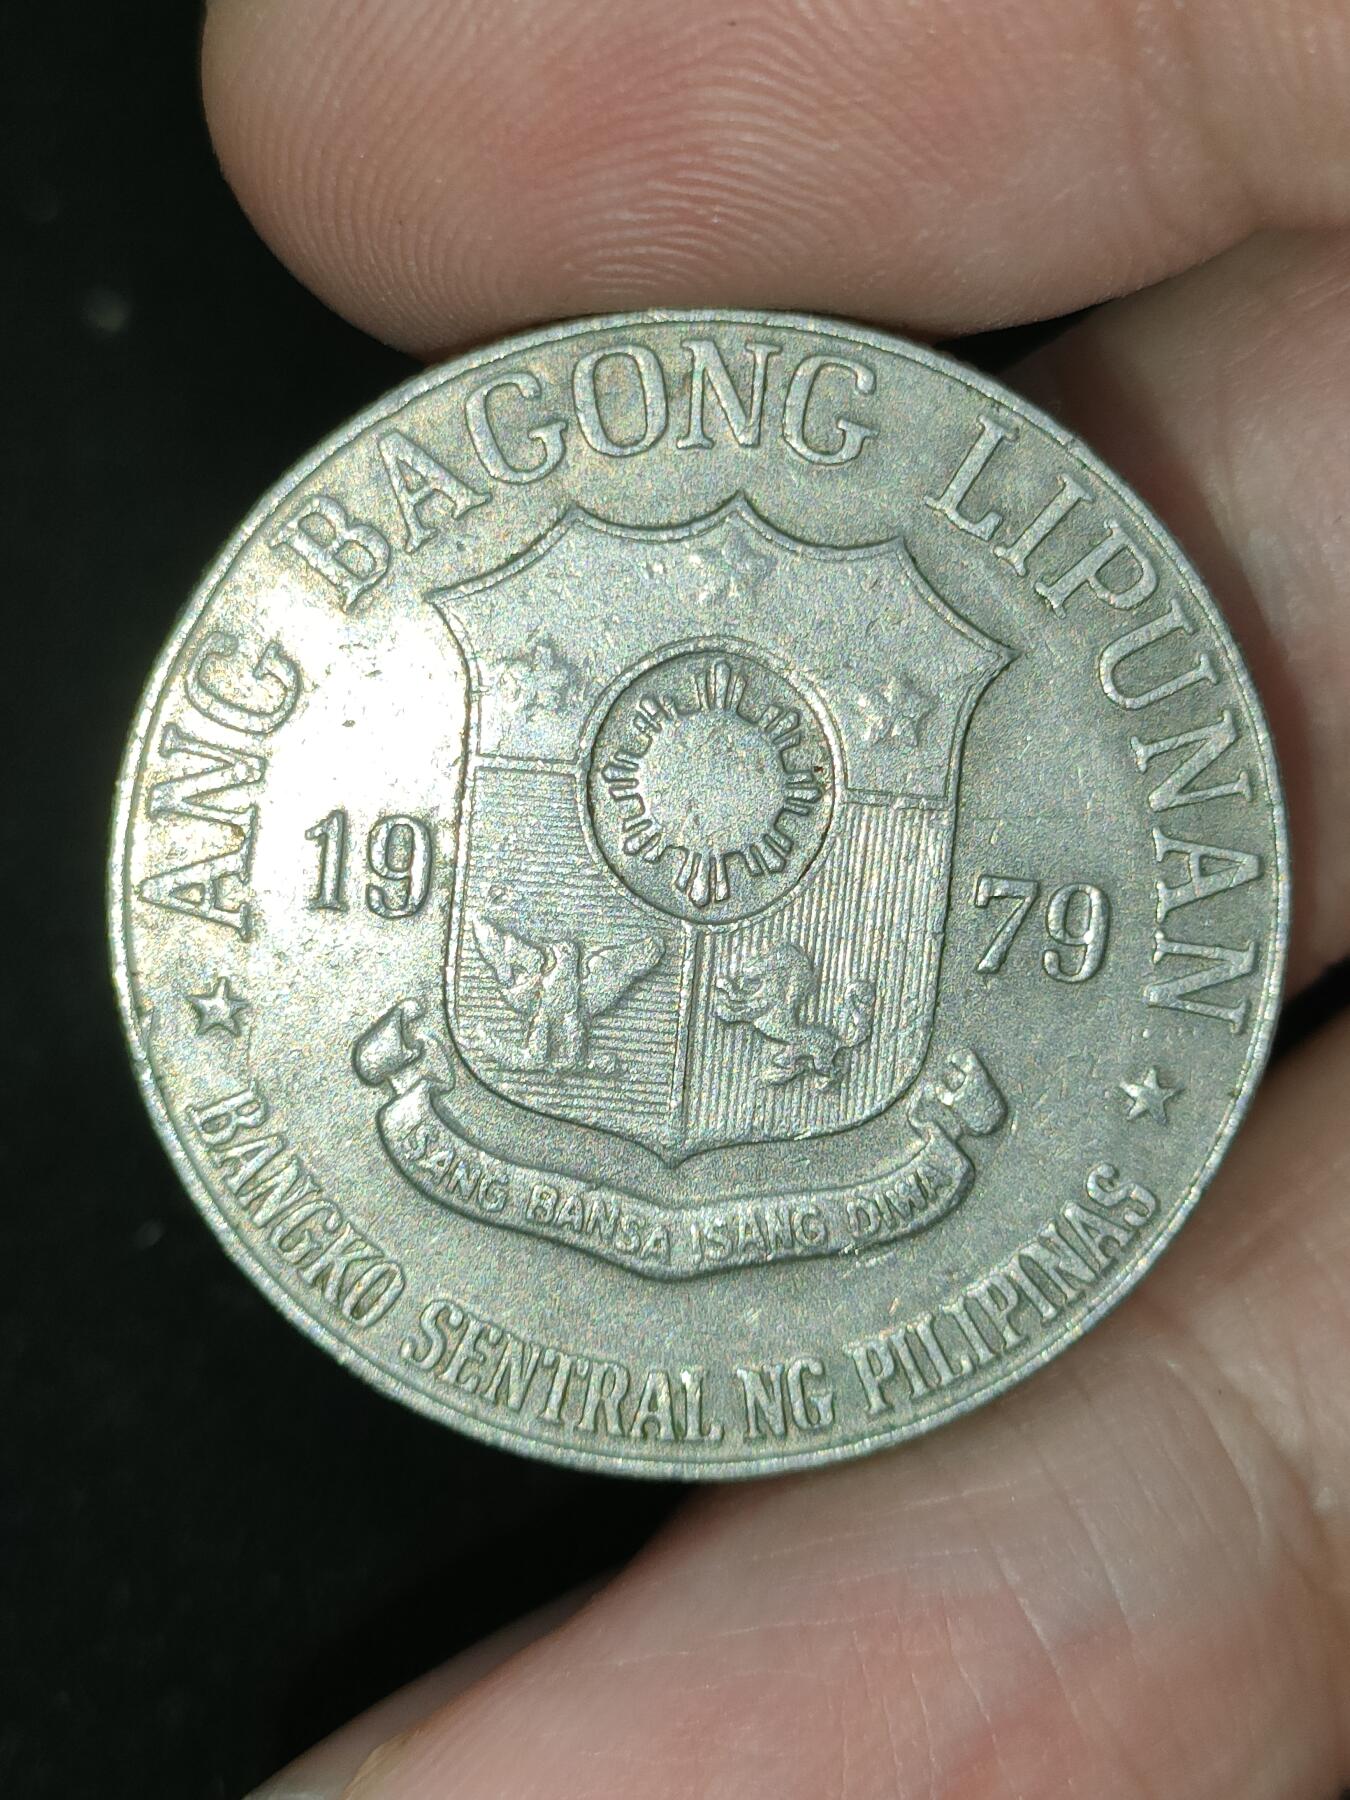 ANG BAGONG LIPUNAN
19 79
ISANG BANSA ISANG DIWA
BANGKO SENTRAL NG PILIPINAS